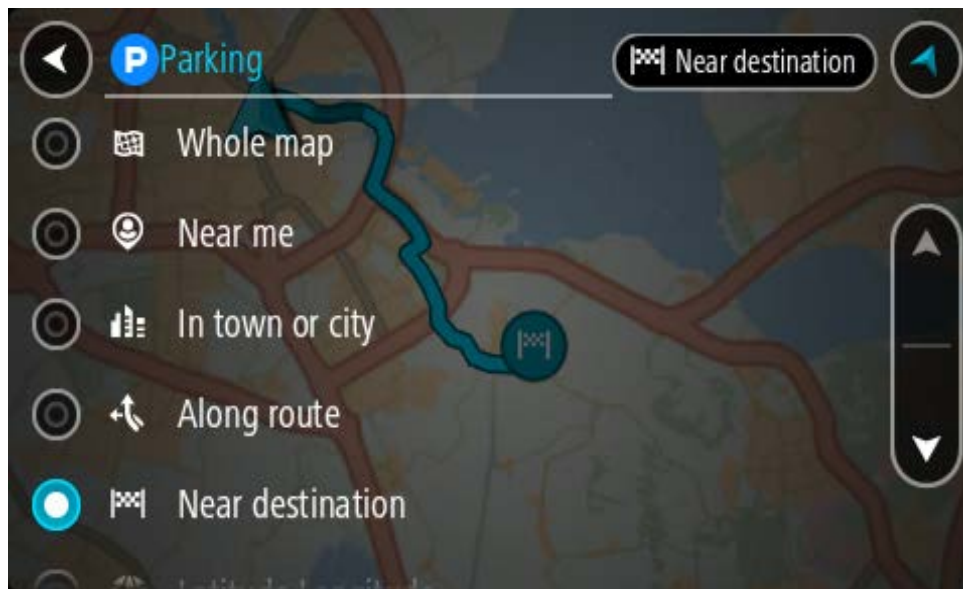 P Parking
Near destination
Whole map
Near me
In town or city
Along route
Near destination